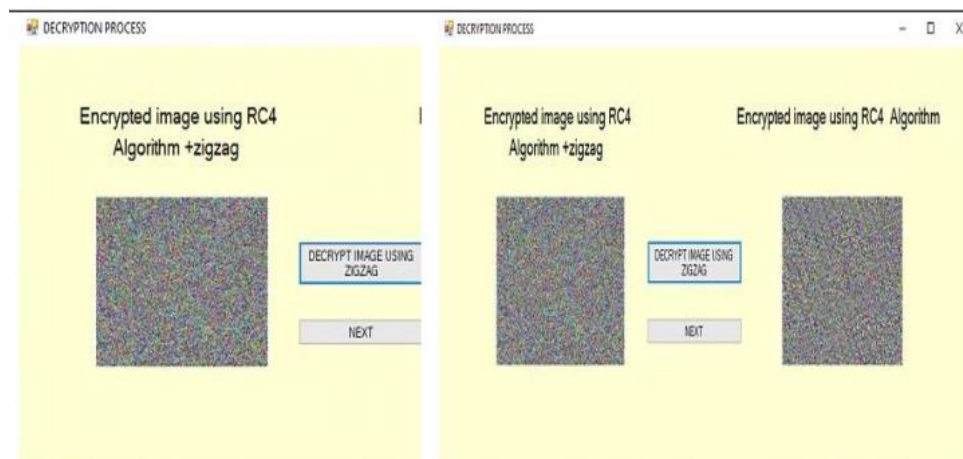 DECRYPTION PROCESS
Encrypted image using RC4
Algorithm +zigzag
DECRYPT IMAGE USING
ZIGZAG
NEXT
DECRYPTION PROCESS
Encrypted image using RC4
Algorithm +zigzag
Encrypted image using RC4 Algorithm
DECRYPT IMAGE USING
ZIGZAG
NEXT